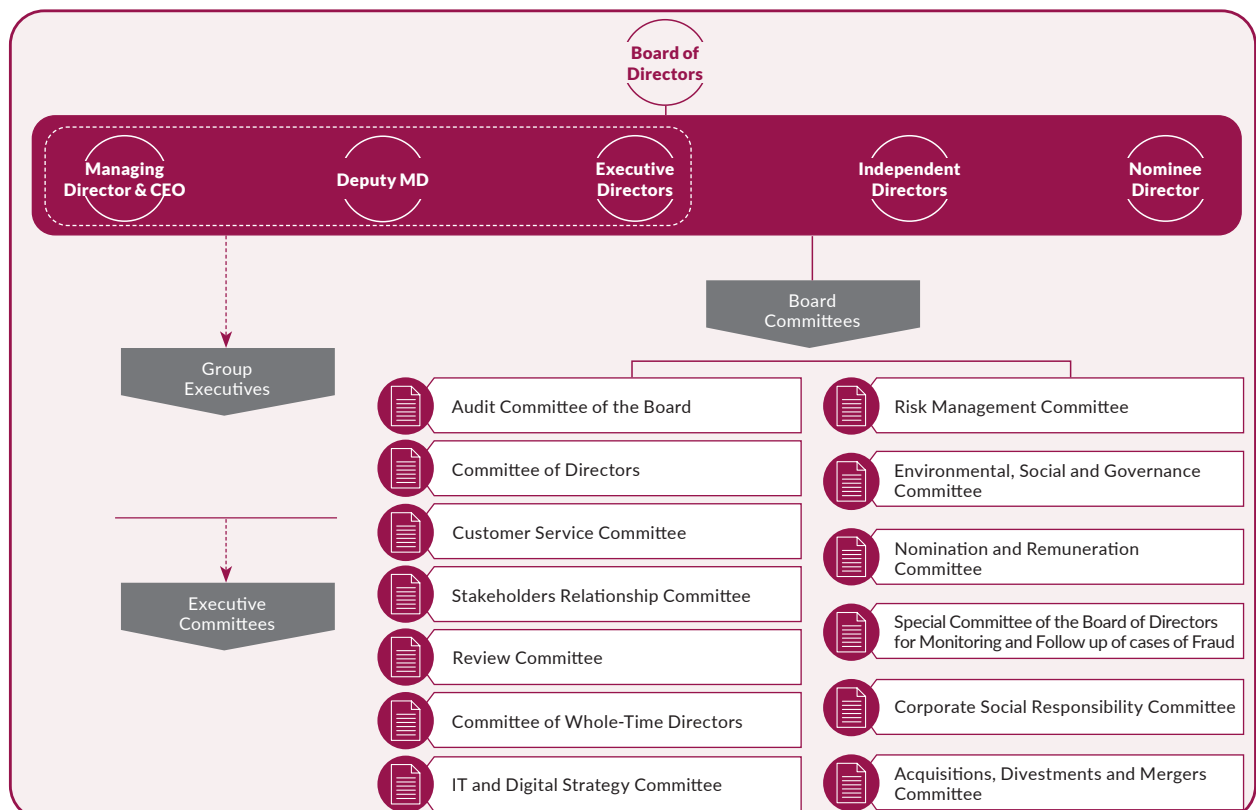 Board of
Directors
Managing
Director & CEO
Deputy MD
Executive
Directors
Independent
Directors
Nominee
Director
Board
Committees
Group
Executives
Executive
Committees
Audit Committee of the Board
Committee of Directors
Customer Service Committee
Stakeholders Relationship Committee
Review Committee
Committee of Whole-Time Directors
IT and Digital Strategy Committee
Risk Management Committee
Environmental, Social and Governance
Committee
Nomination and Remuneration
Committee
Special Committee of the Board of Directors
for Monitoring and Follow up of cases of Fraud
Corporate Social Responsibility Committee
Acquisitions, Divestments and Mergers
Committee